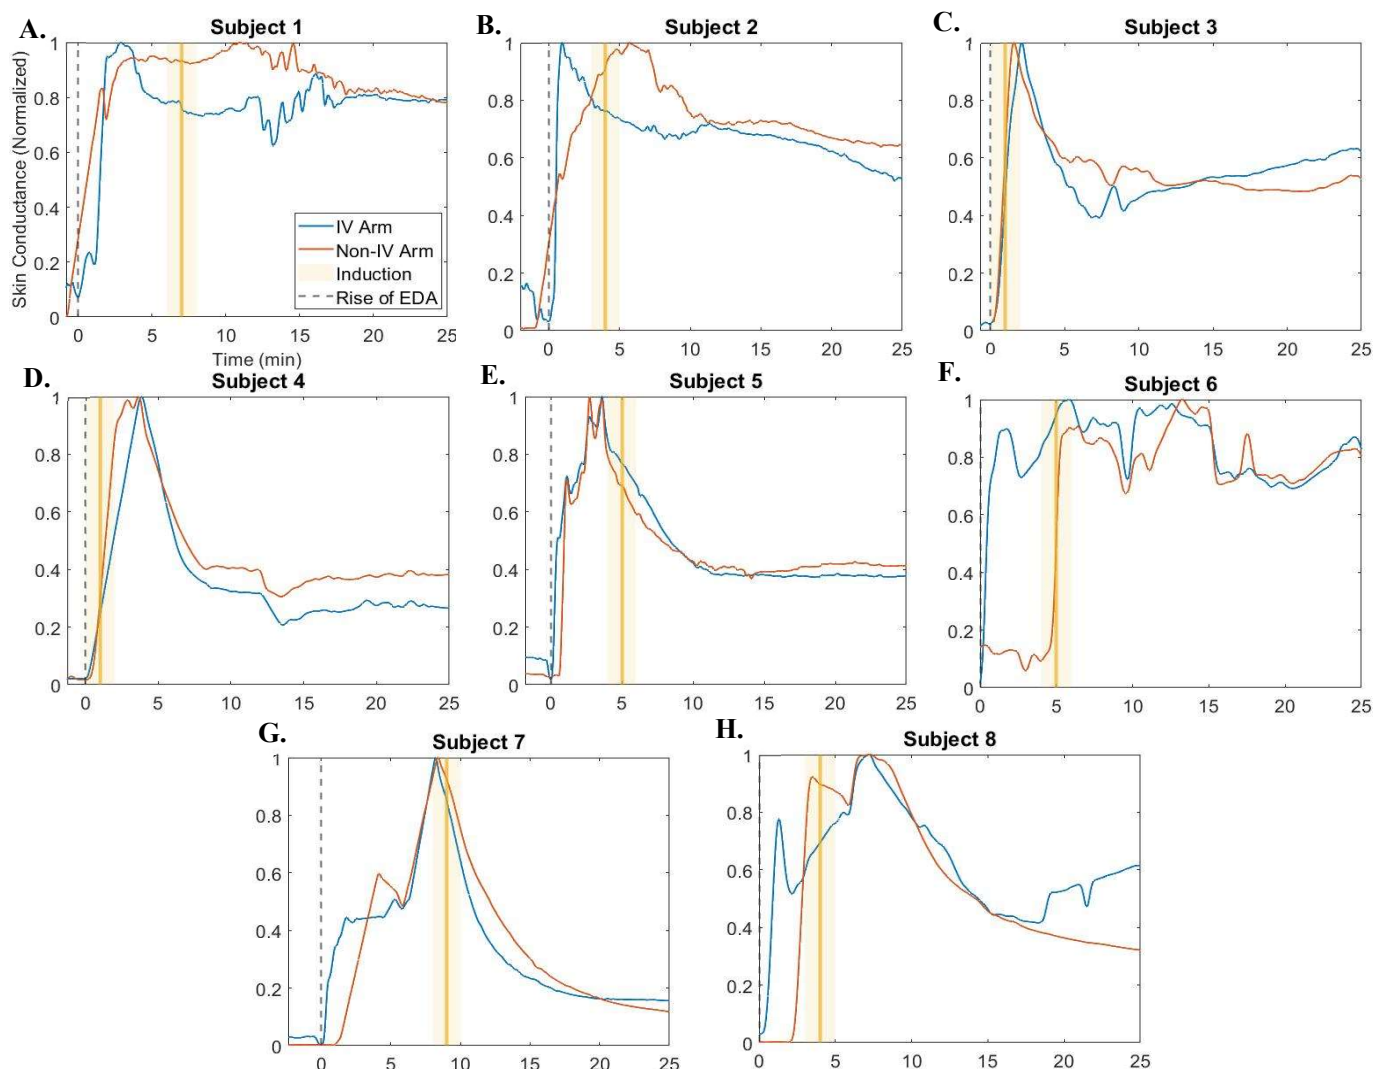 A.
Subject 1
B.
Subject 2
C.
Subject 3
Skin Conductance (Normalized)
1
0.8
0.6
0.4
0.2
0
0 5 10 15 20 25
Time (min)
IV Arm
Non-IV Arm
Induction
Rise of EDA
1
0.8
0.6
0.4
0.2
0
0 5 10 15 20 25
1
0.8
0.6
0.4
0.2
0
0 5 10 15 20 25
D.
Subject 4
E.
Subject 5
F.
Subject 6
1
0.8
0.6
0.4
0.2
0
0 5 10 15 20 25
1
0.8
0.6
0.4
0.2
0
0 5 10 15 20 25
1
0.8
0.6
0.4
0.2
0
0 5 10 15 20 25
G.
Subject 7
H.
Subject 8
1
0.8
0.6
0.4
0.2
0
0 5 10 15 20 25
1
0.8
0.6
0.4
0.2
0
0 5 10 15 20 25